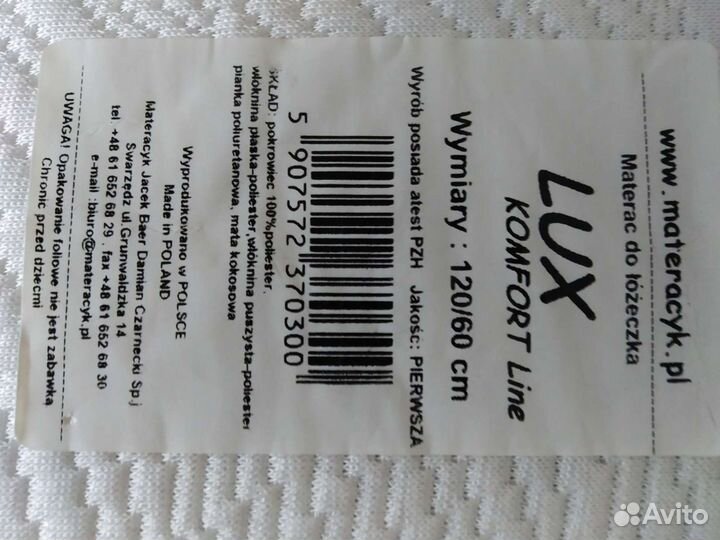 www.materacyk.pl
Materac do łóżeczka
LUX
KOMFORT Line
Wymiary : 120/60 cm
Wyrób posiada atest PZH Jakość: PIERWSZA
5 907572 370300
SKŁAD: pokrowiec 100%poliester.
włóknina płaska-poliester,włóknina puszysta-poliester
pianka poliuretanowa, mata kokosowa
Wyprodukowano w POLSCE
Made in POLAND
Materacyk Jacek Baer Damian Czarnecki Sp.j
Swarzędz ul.Grunwaldzka 14
tel. +48 61 652 68 29 . fax +48 61 652 68 30
e-mail :biuro@materacyk.pl
UWAGA! Opakowanie foliowe nie jest zabawką
Chronic przed dziecmi
Avito